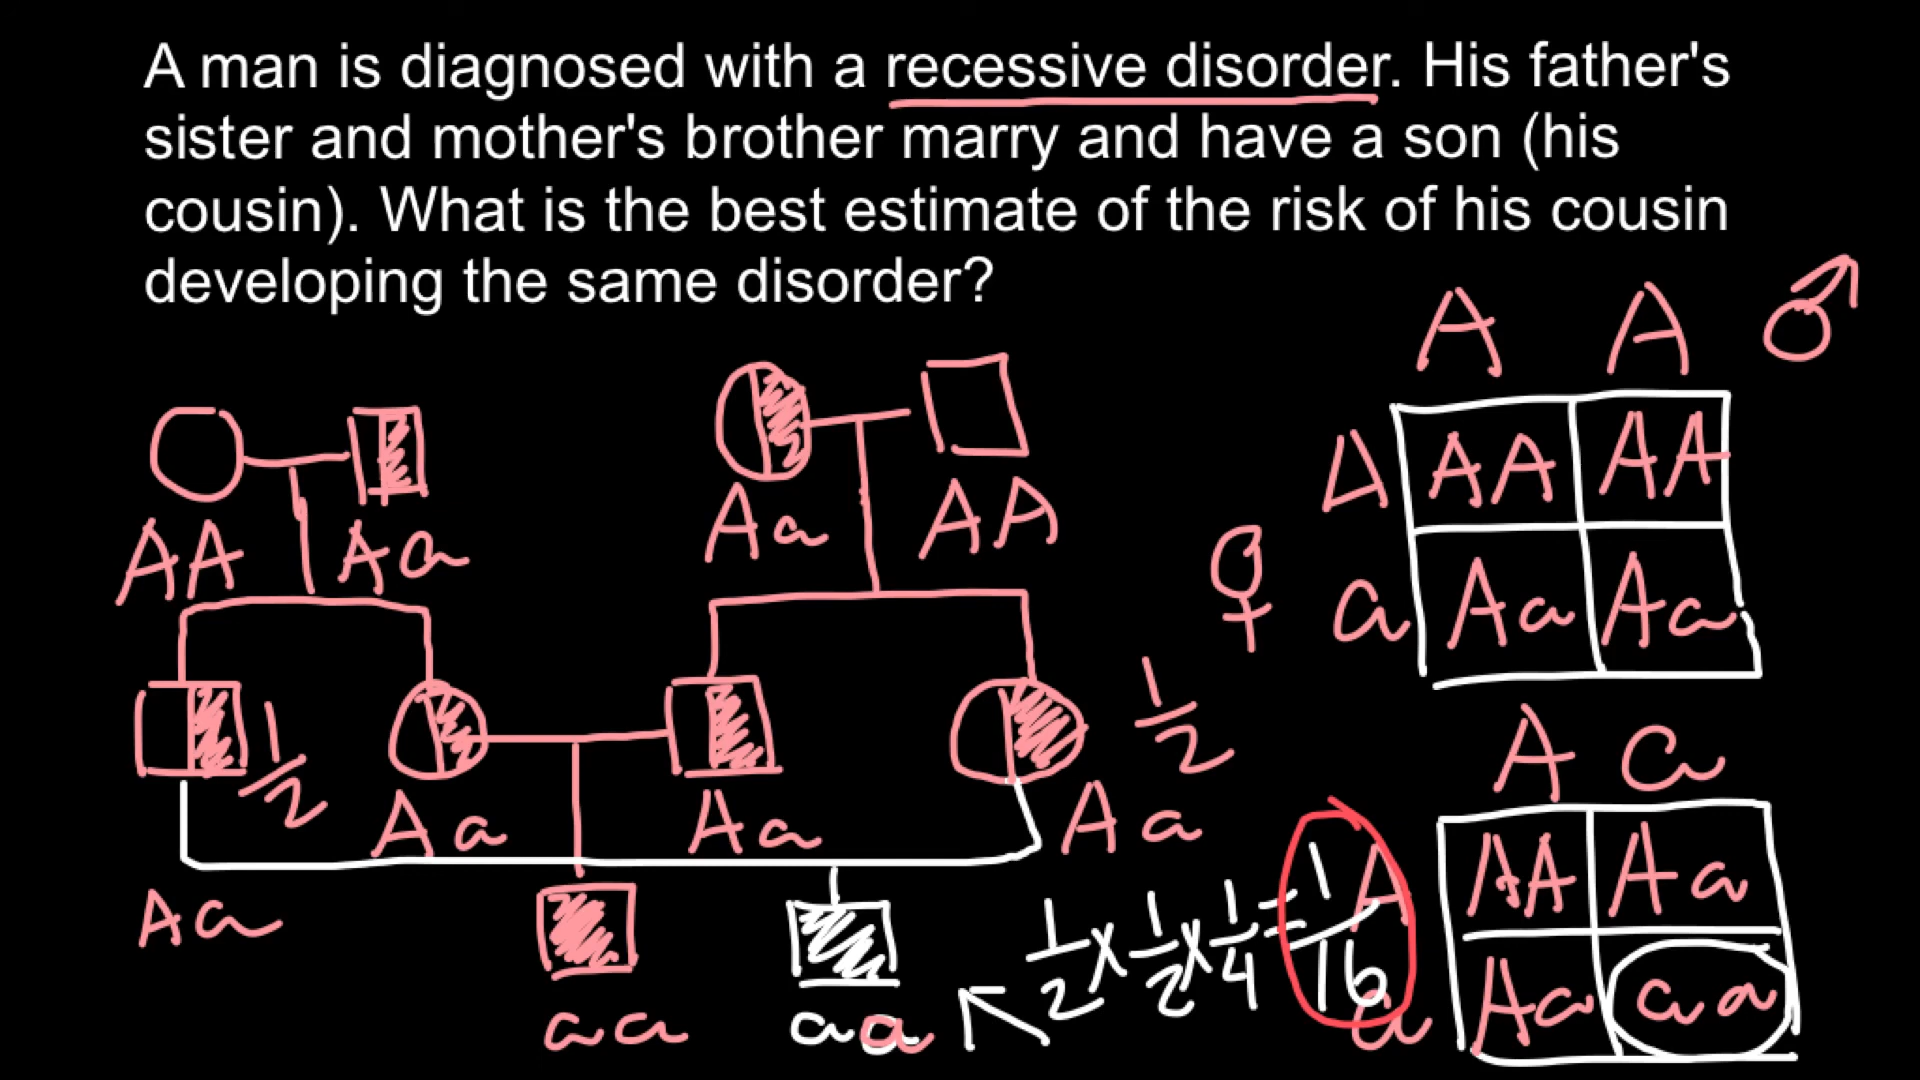 A man is diagnosed with a recessive disorder. His father's
sister and mother's brother marry and have a son (his
cousin). What is the best estimate of the risk of his cousin
developing the same disorder?
A A ♂
A AA AA
♀ a Aa Aa
AA Aa
Aa AA
1/2
Aa
Aa
1/2
Aa
Aa
aa
aa
1/2 x 1/2 x 1/4 = 1/16
A a
A AA Aa
a Aa aa